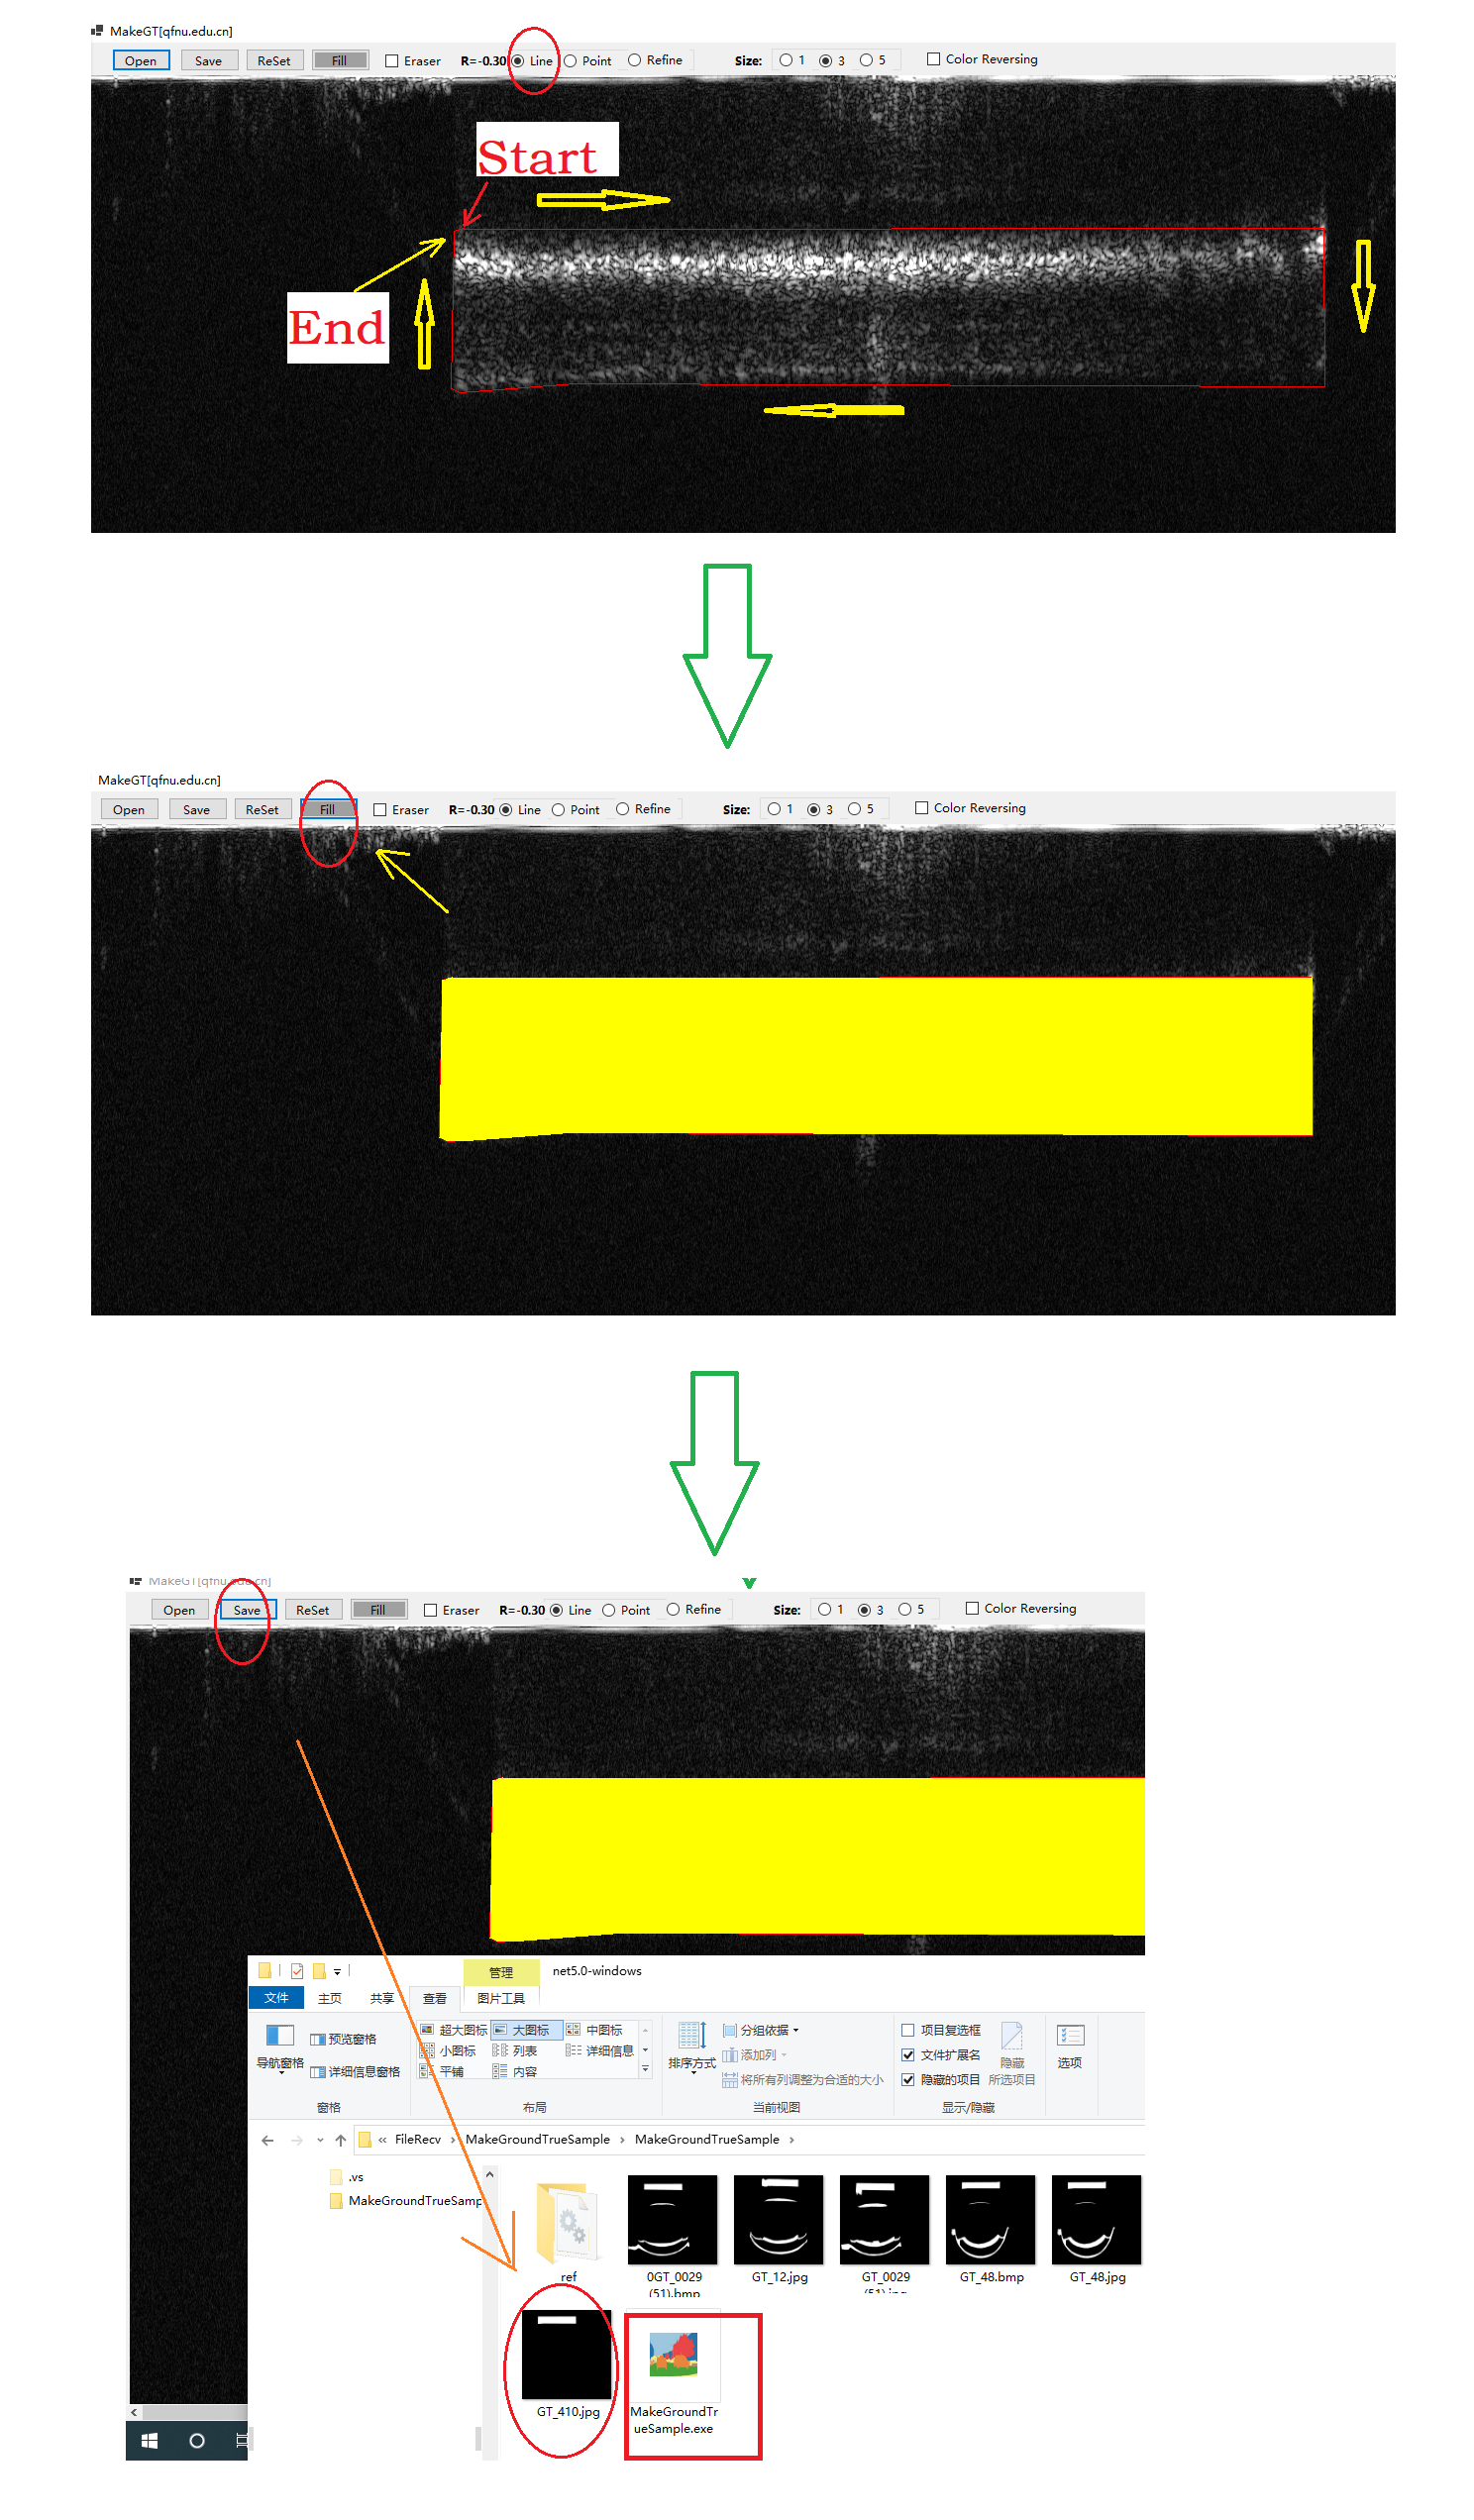 MakeGT[qfnu.edu.cn]
Open Save ReSet Fill Eraser R=-0.30 Line Point Refine Size: 1 3 5 Color Reversing
Start
End
MakeGT[qfnu.edu.cn]
Open Save ReSet Fill Eraser R=-0.30 Line Point Refine Size: 1 3 5 Color Reversing
MakeGT[qfnu.edu.cn]
Open Save ReSet Fill Eraser R=-0.30 Line Point Refine Size: 1 3 5 Color Reversing
管理 net5.0-windows
文件 主页 共享 查看 图片工具
导航窗格 预览窗格 详细信息窗格
超大图标 大图标 中图标
小图标 列表 详细信息
平铺 内容
排序方式 分组依据
添加列
将所有列调整为合适的大小
项目复选框
文件扩展名
隐藏的项目
隐藏
所选项目
选项
窗格 布局 当前视图 显示/隐藏
« FileRecv › MakeGroundTrueSample › MakeGroundTrueSample ›
.vs
MakeGroundTrueSamp
ref
0GT_0029
(51).bmp
GT_12.jpg
GT_0029
(51).jpg
GT_48.bmp
GT_48.jpg
GT_410.jpg
MakeGroundTr
ueSample.exe